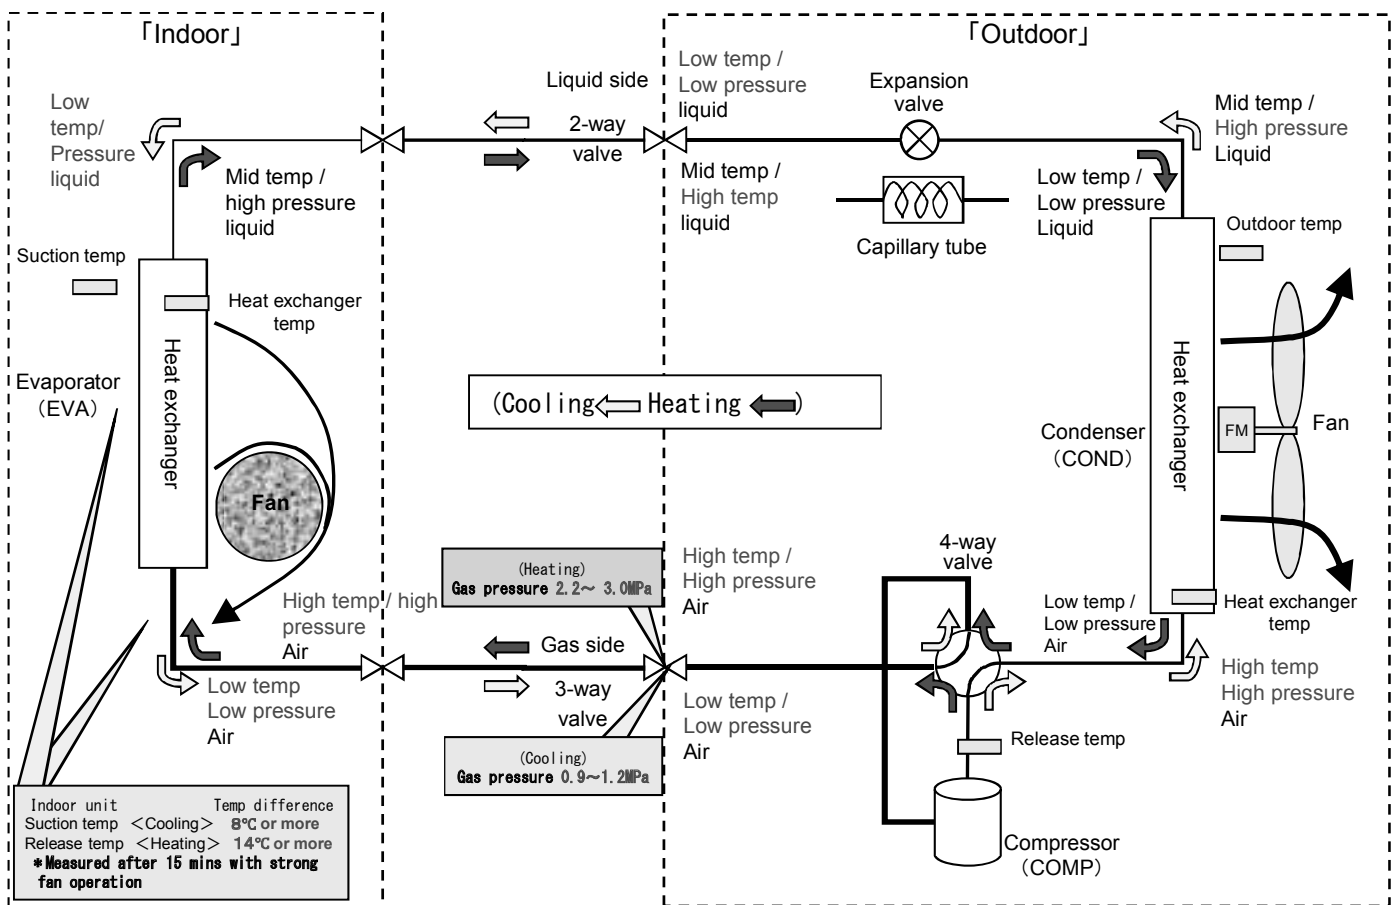 「Indoor」
「Outdoor」
Low
temp/
Pressure
liquid
Mid temp /
high pressure
liquid
Liquid side
2-way
valve
Low temp /
Low pressure
liquid
Mid temp /
High temp
liquid
Expansion
valve
Capillary tube
Mid temp /
High pressure
Liquid
Low temp /
Low pressure
Liquid
Suction temp
Heat exchanger
temp
Heat exchanger
Evaporator
（EVA）
Fan
(Cooling Heating )
Outdoor temp
Heat exchanger
Condenser
（COND）
FM
Fan
Heat exchanger
temp
(Heating)
Gas pressure 2.2～ 3.0MPa
High temp /
High pressure
Air
4-way
valve
Low temp /
Low pressure
Air
High temp / high
pressure
Air
Gas side
3-way
valve
Low temp
Low pressure
Air
Low temp /
Low pressure
Air
High temp
High pressure
Air
(Cooling)
Gas pressure 0.9～1.2MPa
Release temp
Compressor
（COMP）
Indoor unit Temp difference
Suction temp ＜Cooling＞ 8℃ or more
Release temp ＜Heating＞ 14℃ or more
＊Measured after 15 mins with strong
fan operation